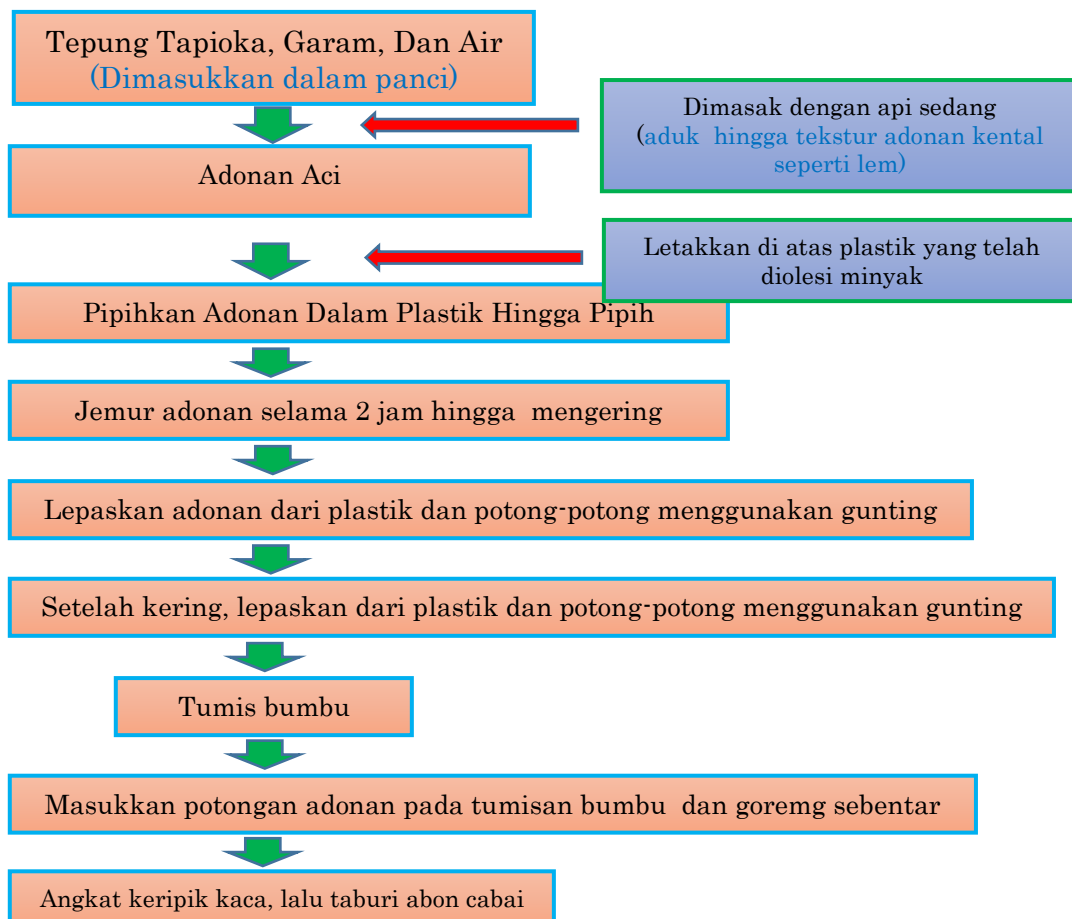 Tepung Tapioka, Garam, Dan Air
(Dimasukkan dalam panci)
Dimasak dengan api sedang
(aduk hingga tekstur adonan kental
seperti lem)
Adonan Aci
Letakkan di atas plastik yang telah
diolesi minyak
Pipihkan Adonan Dalam Plastik Hingga Pipih
Jemur adonan selama 2 jam hingga mengering
Lepaskan adonan dari plastik dan potong-potong menggunakan gunting
Setelah kering, lepaskan dari plastik dan potong-potong menggunakan gunting
Tumis bumbu
Masukkan potongan adonan pada tumisan bumbu dan goremg sebentar
Angkat keripik kaca, lalu taburi abon cabai